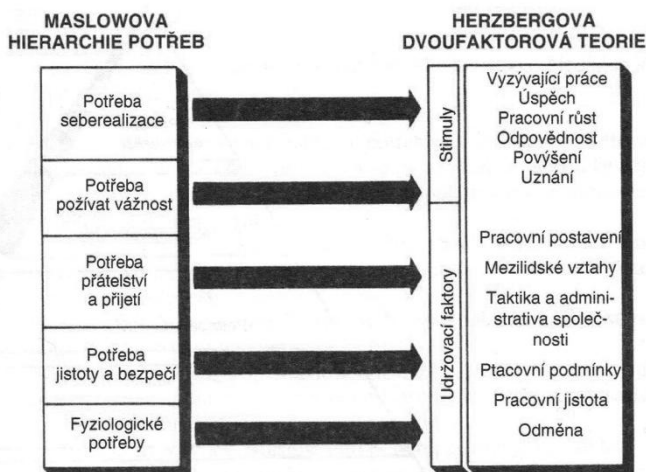 MASLOWOVA
HIERARCHIE POTŘEB
Potřeba
seberealizace
Potřeba
požívat vážnost
Potřeba
přátelství
a přijetí
Potřeba
jistoty a bezpečí
Fyziologické
potřeby
HERZBERGOVA
DVOUFAKTOROVÁ TEORIE
Stimuly
Vyzývající práce
Úspěch
Pracovní růst
Odpovědnost
Povýšení
Uznání
Udržovací faktory
Pracovní postavení
Mezilidské vztahy
Taktika a admini-
strativa společ-
nosti
Ptacovní podmínky
Pracovní jistota
Odměna